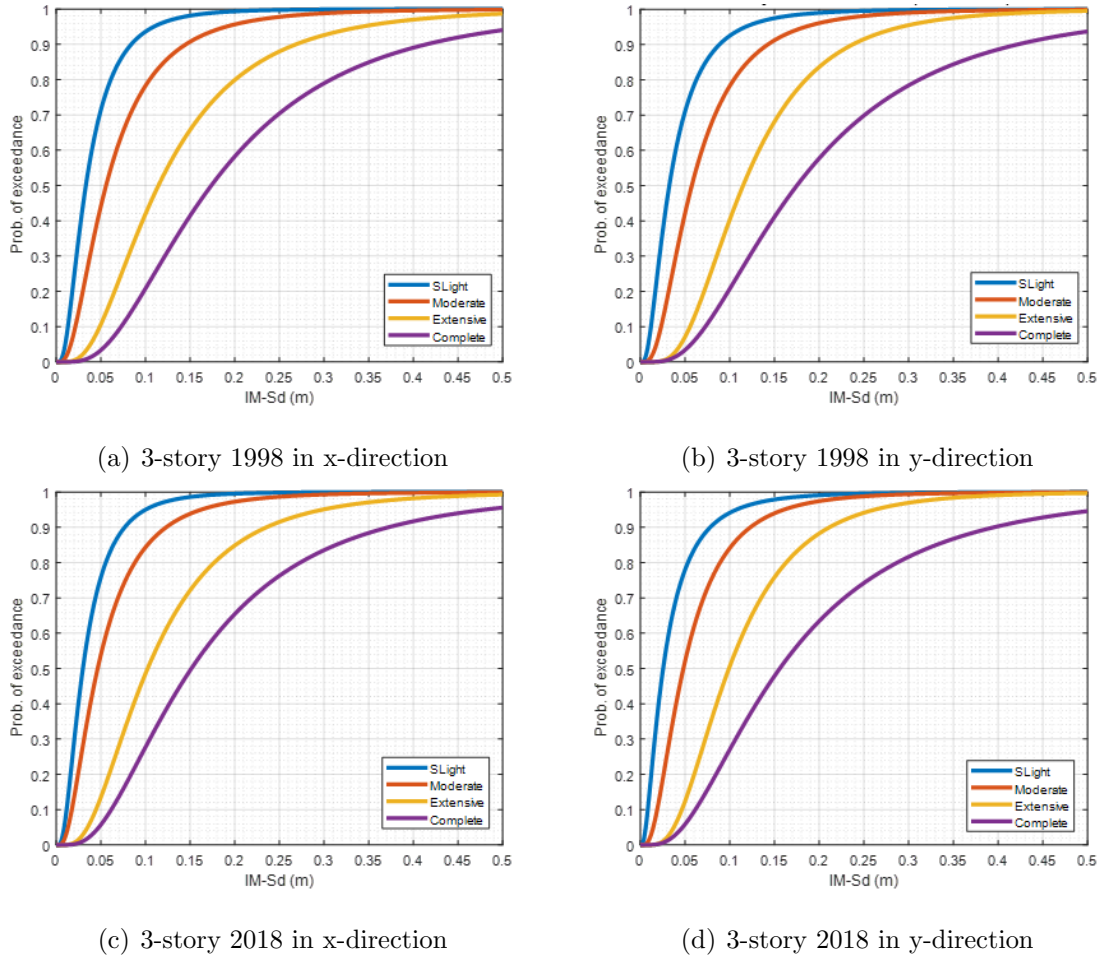 1
0.9
0.8
0.7
0.6
0.5
0.4
0.3
0.2
0.1
0
Prob. of exceedance
0 0.05 0.1 0.15 0.2 0.25 0.3 0.35 0.4 0.45 0.5
IM-Sd (m)
SLight
Moderate
Extensive
Complete
(a) 3-story 1998 in x-direction
1
0.9
0.8
0.7
0.6
0.5
0.4
0.3
0.2
0.1
0
Prob. of exceedance
0 0.05 0.1 0.15 0.2 0.25 0.3 0.35 0.4 0.45 0.5
IM-Sd (m)
SLight
Moderate
Extensive
Complete
(b) 3-story 1998 in y-direction
1
0.9
0.8
0.7
0.6
0.5
0.4
0.3
0.2
0.1
0
Prob. of exceedance
0 0.05 0.1 0.15 0.2 0.25 0.3 0.35 0.4 0.45 0.5
IM-Sd (m)
SLight
Moderate
Extensive
Complete
(c) 3-story 2018 in x-direction
1
0.9
0.8
0.7
0.6
0.5
0.4
0.3
0.2
0.1
0
Prob. of exceedance
0 0.05 0.1 0.15 0.2 0.25 0.3 0.35 0.4 0.45 0.5
IM-Sd (m)
SLight
Moderate
Extensive
Complete
(d) 3-story 2018 in y-direction